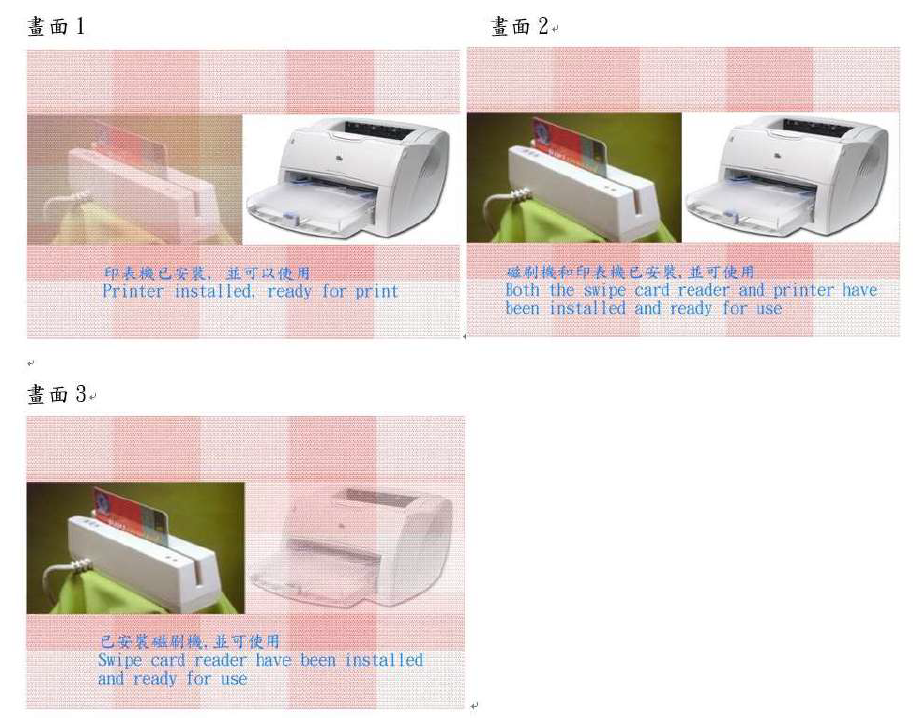 畫面 1
畫面 2
印表機已安裝, 並可以使用
Printer installed, ready for print
磁刷機和印表機已安裝,並可使用
Both the swipe card reader and printer have
been installed and ready for use
畫面 3
已安裝磁刷機,並可使用
Swipe card reader have been installed
and ready for use